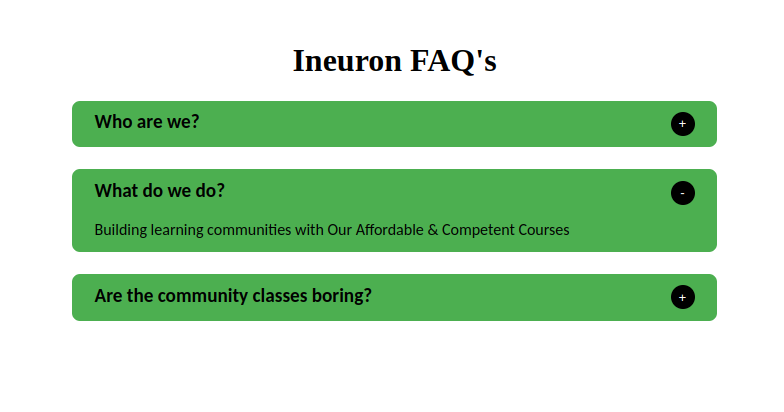 Ineuron FAQ's
Who are we?
+
What do we do?
-
Building learning communities with Our Affordable & Competent Courses
Are the community classes boring?
+